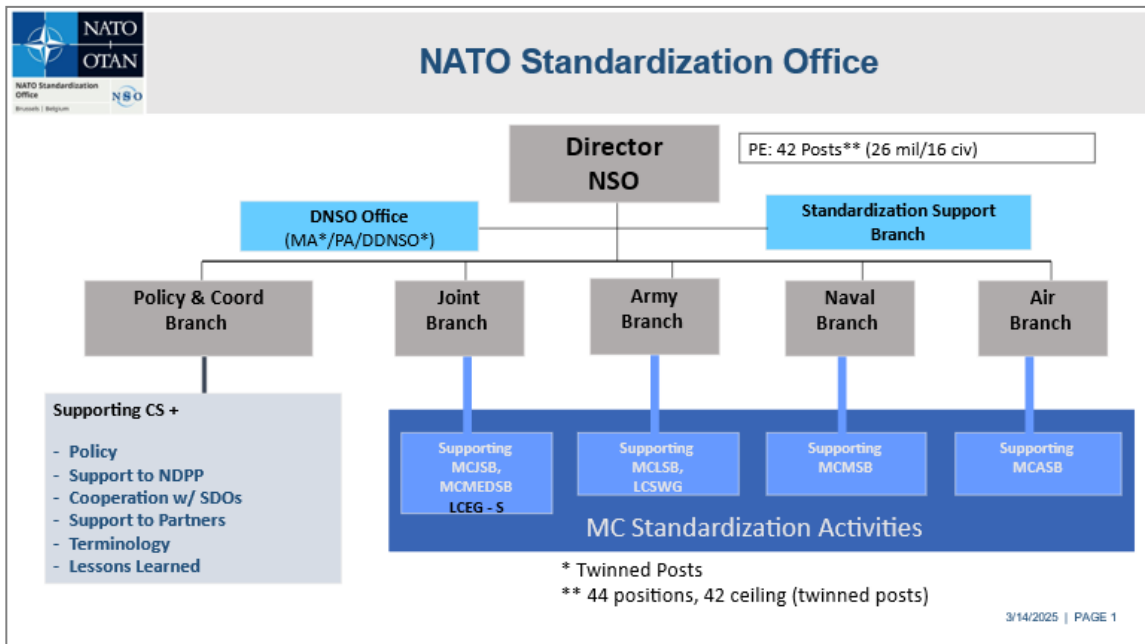 NATO
OTAN
NATO Standardization
Office
NSO
Brussels | Belgium
NATO Standardization Office
Director
NSO
PE: 42 Posts** (26 mil/16 civ)
DNSO Office
(MA*/PA/DDNSO*)
Standardization Support
Branch
Policy & Coord
Branch
Joint
Branch
Army
Branch
Naval
Branch
Air
Branch
Supporting CS +
- Policy
- Support to NDPP
- Cooperation w/ SDOs
- Support to Partners
- Terminology
- Lessons Learned
Supporting
MCJSB,
MCMEDSB
LCEG - S
Supporting
MCLSB,
LCSWG
Supporting
MCMSB
Supporting
MCASB
MC Standardization Activities
* Twinned Posts
** 44 positions, 42 ceiling (twinned posts)
3/14/2025 | PAGE 1